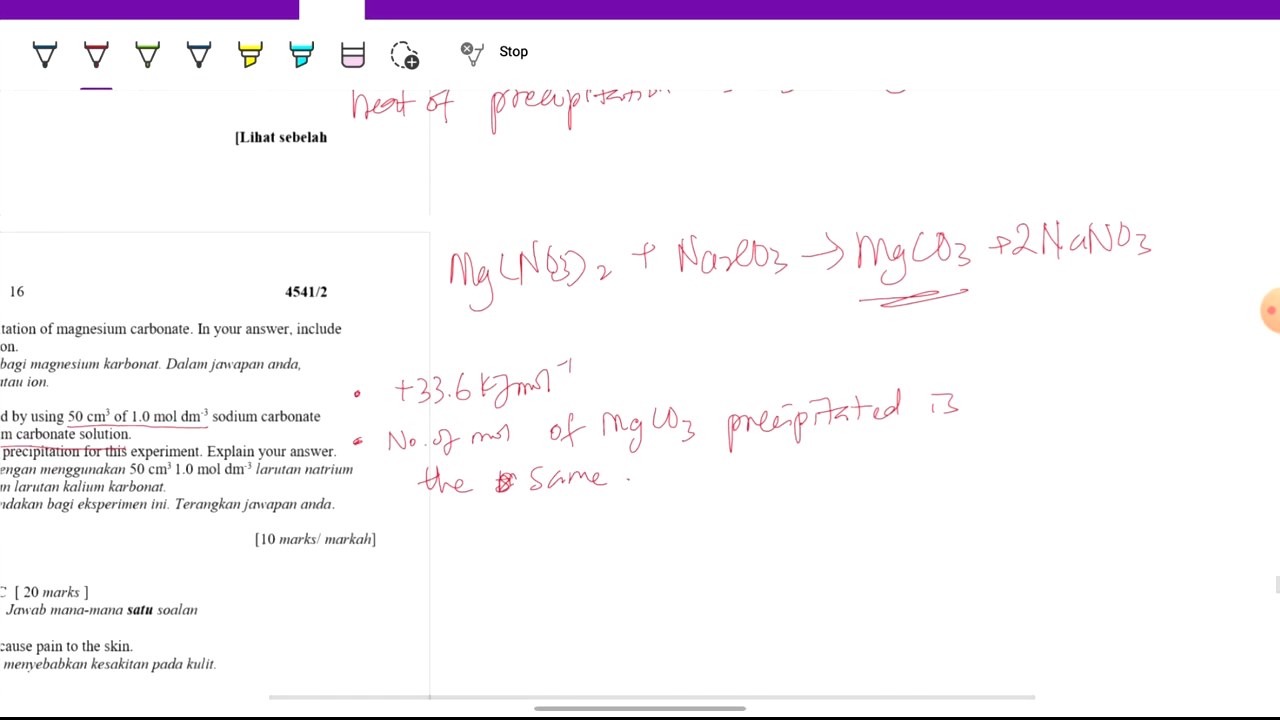 Stop
heat of precipitation
[Lihat sebelah
Mg(NO3)2 + Na2CO3 → MgCO3 + 2NaNO3
16 4541/2
tation of magnesium carbonate. In your answer, include
on.
bagi magnesium karbonat. Dalam jawapan anda,
atau ion.
• +33.6 kJ mol⁻¹
d by using 50 cm³ of 1.0 mol dm⁻³ sodium carbonate
m carbonate solution.
• No. of mol of MgCO3 precipitated is
the same.
precipitation for this experiment. Explain your answer.
engan menggunakan 50 cm³ 1.0 mol dm⁻³ larutan natrium
m larutan kalium karbonat.
ndakan bagi eksperimen ini. Terangkan jawapan anda.
[10 marks/ markah]
C [ 20 marks ]
Jawab mana-mana satu soalan
cause pain to the skin.
menyebabkan kesakitan pada kulit.